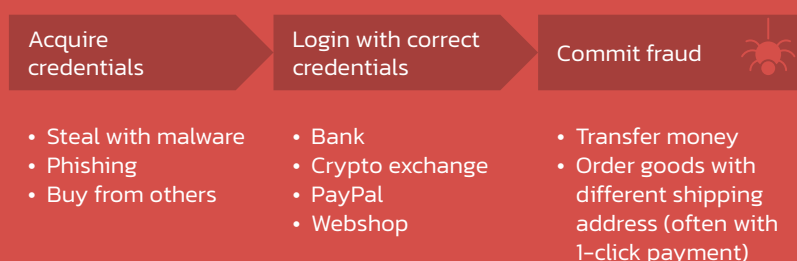 Acquire
credentials
• Steal with malware
• Phishing
• Buy from others
Login with correct
credentials
• Bank
• Crypto exchange
• PayPal
• Webshop
Commit fraud
• Transfer money
• Order goods with
different shipping
address (often with
1-click payment)